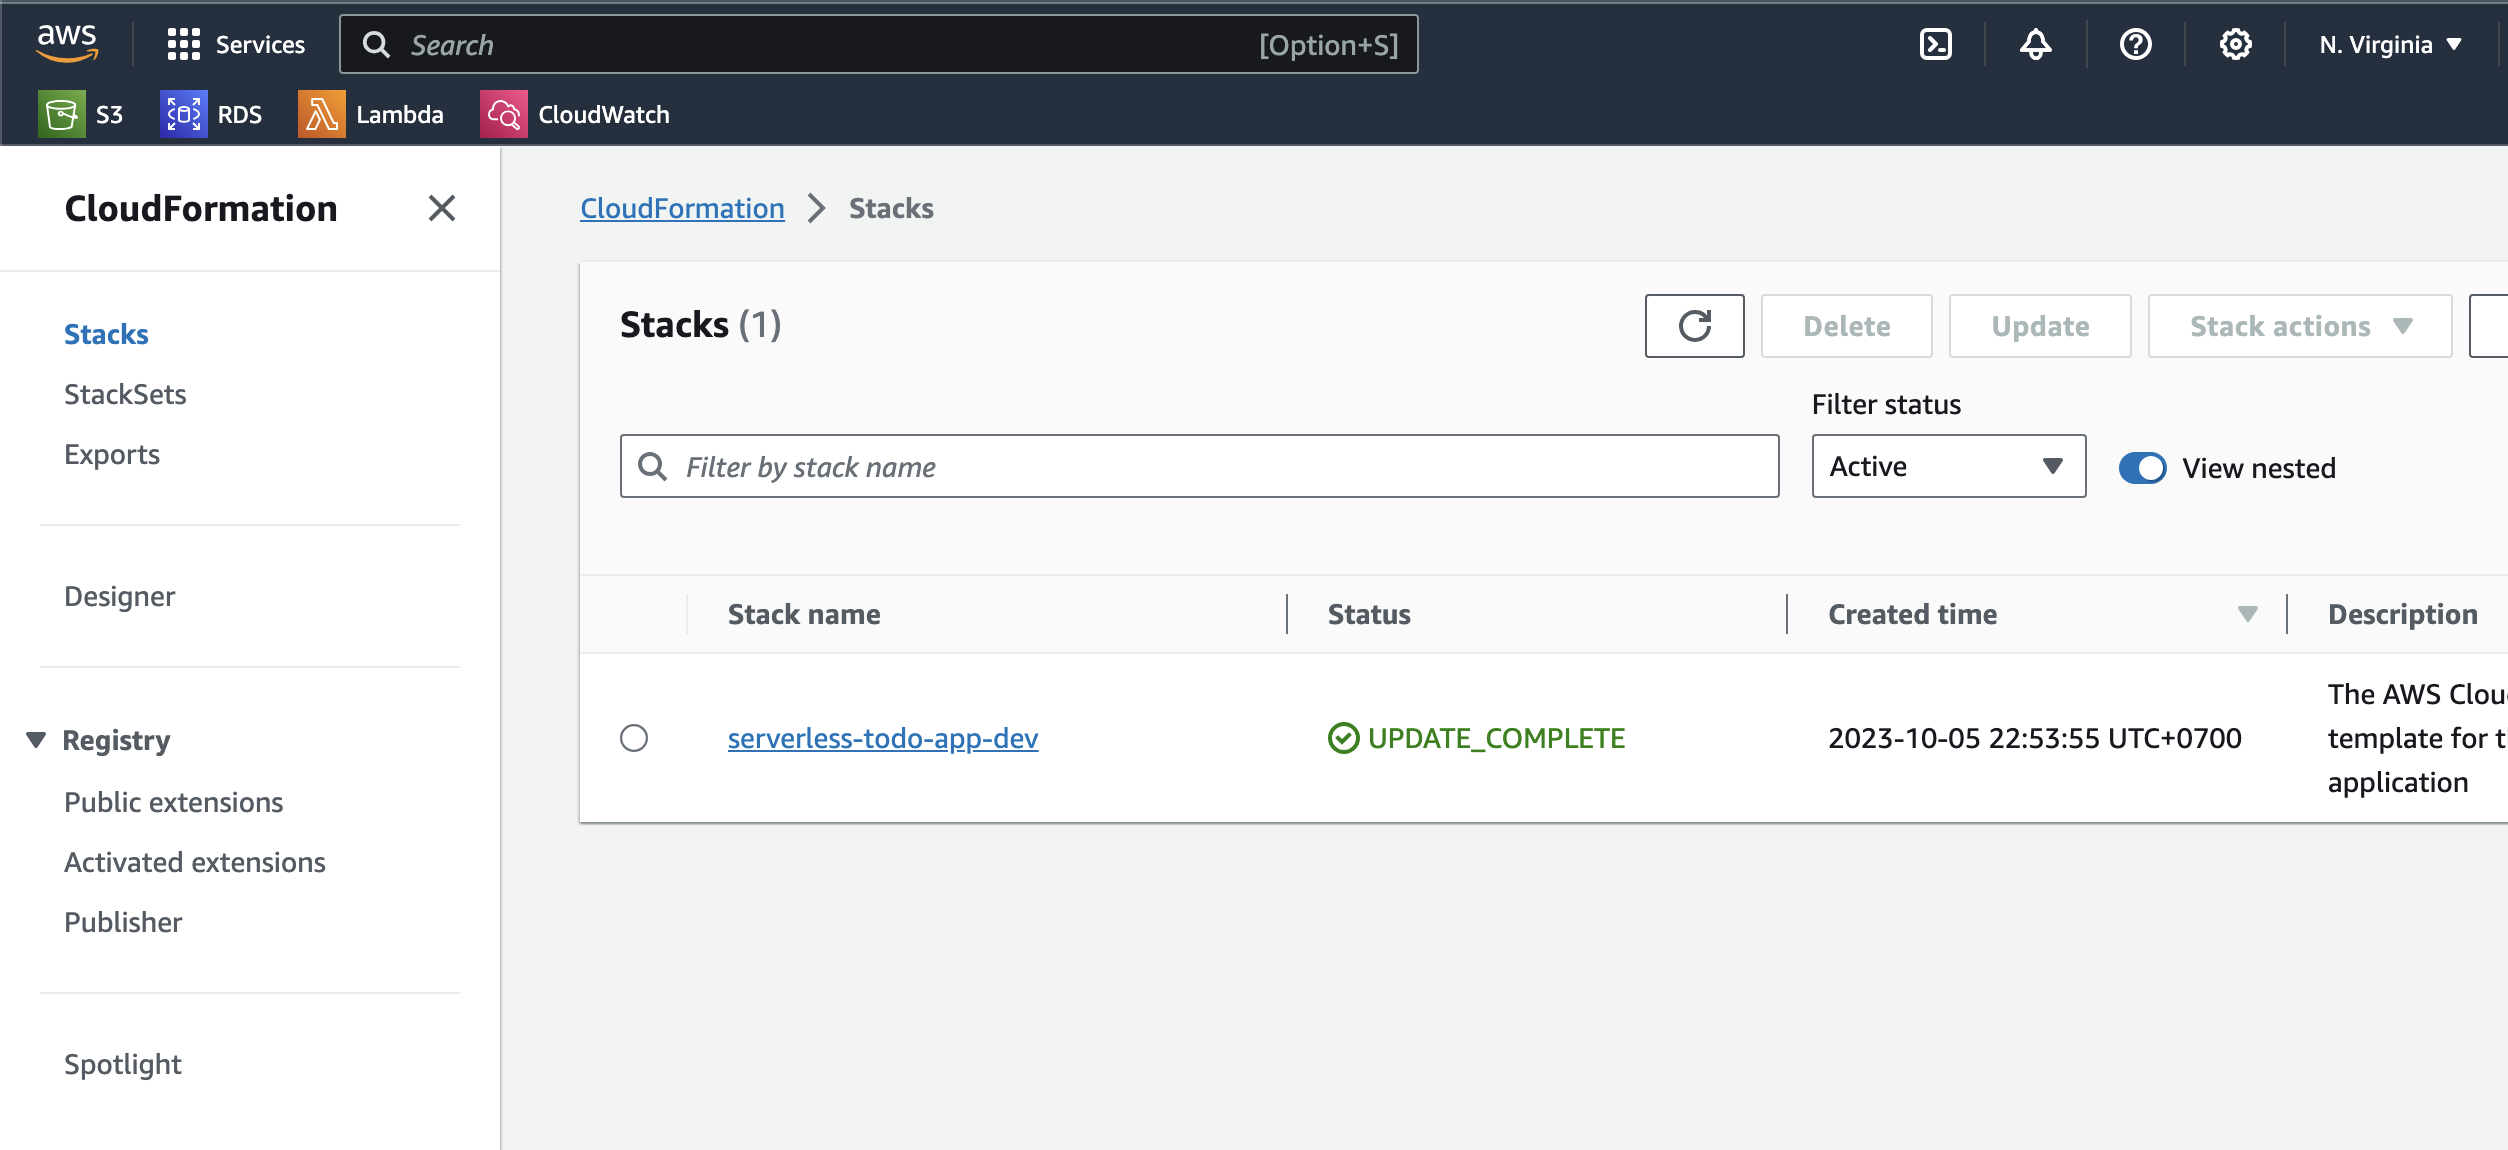 aws
Services
Search [Option+S]
N. Virginia
S3
RDS
Lambda
CloudWatch
CloudFormation
Stacks
StackSets
Exports
Designer
Registry
Public extensions
Activated extensions
Publisher
Spotlight
CloudFormation Stacks
Stacks (1)
Delete
Update
Stack actions
Filter status
Filter by stack name
Active
View nested
Stack name Status Created time Description
serverless-todo-app-dev
UPDATE_COMPLETE
2023-10-05 22:53:55 UTC+0700
The AWS
template for
application